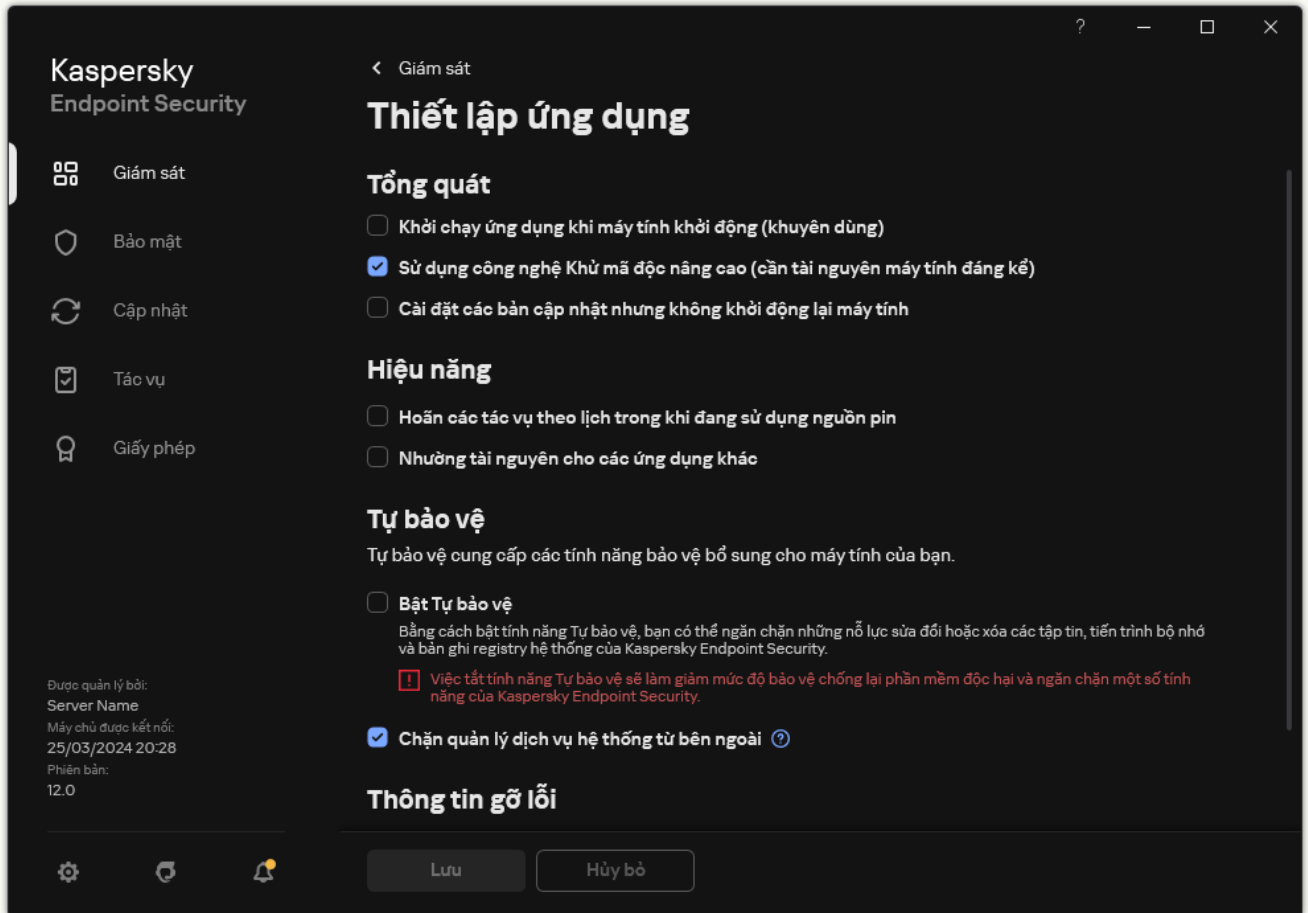 Kaspersky
Endpoint Security
Giám sát
Bảo mật
Cập nhật
Tác vụ
Giấy phép
Được quản lý bởi:
Server Name
Máy chủ được kết nối:
25/03/2024 20:28
Phiên bản:
12.0
?
Giám sát
Thiết lập ứng dụng
Tổng quát
Khởi chạy ứng dụng khi máy tính khởi động (khuyên dùng)
Sử dụng công nghệ Khử mã độc nâng cao (cần tài nguyên máy tính đáng kể)
Cài đặt các bản cập nhật nhưng không khởi động lại máy tính
Hiệu năng
Hoãn các tác vụ theo lịch trong khi đang sử dụng nguồn pin
Nhường tài nguyên cho các ứng dụng khác
Tự bảo vệ
Tự bảo vệ cung cấp các tính năng bảo vệ bổ sung cho máy tính của bạn.
Bật Tự bảo vệ
Bằng cách bật tính năng Tự bảo vệ, bạn có thể ngăn chặn những nỗ lực sửa đổi hoặc xóa các tập tin, tiến trình bộ nhớ
và bản ghi registry hệ thống của Kaspersky Endpoint Security.
Việc tắt tính năng Tự bảo vệ sẽ làm giảm mức độ bảo vệ chống lại phần mềm độc hại và ngăn chặn một số tính
năng của Kaspersky Endpoint Security.
Chặn quản lý dịch vụ hệ thống từ bên ngoài
Thông tin gỡ lỗi
Lưu
Hủy bỏ